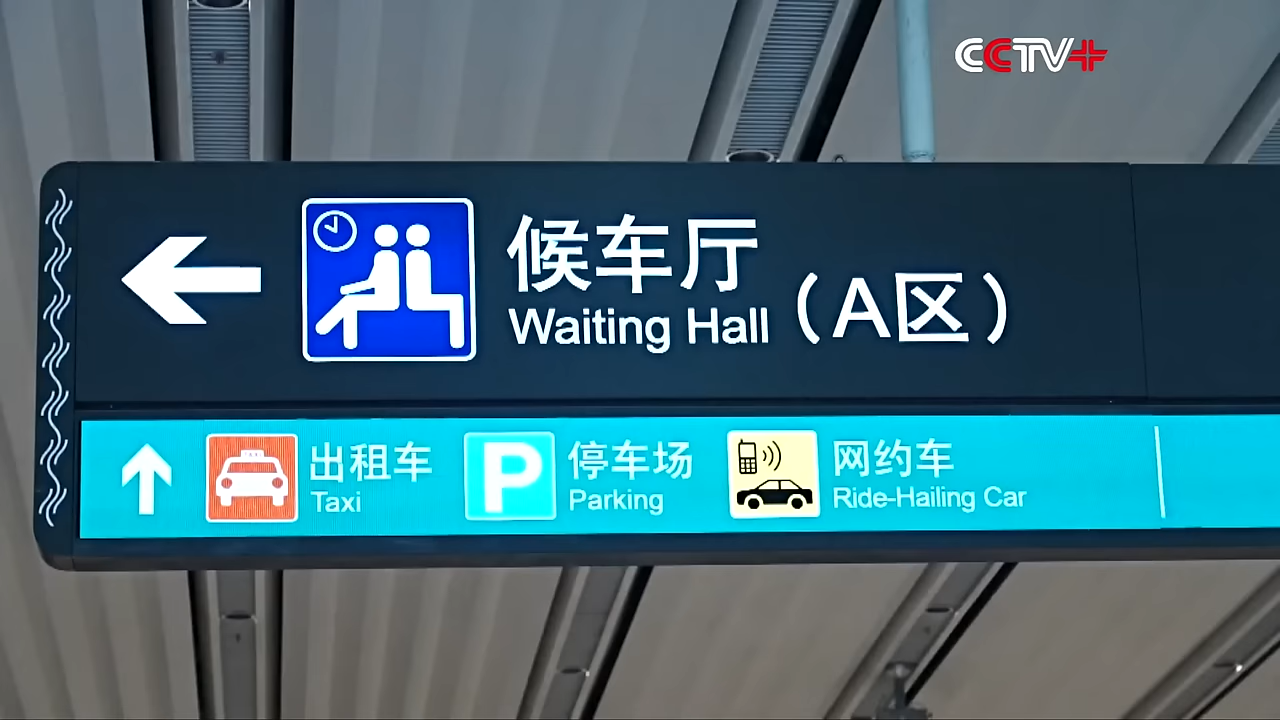 CCTV+
候车厅
Waiting Hall
（A区）
出租车
Taxi
P
停车场
Parking
网约车
Ride-Hailing Car